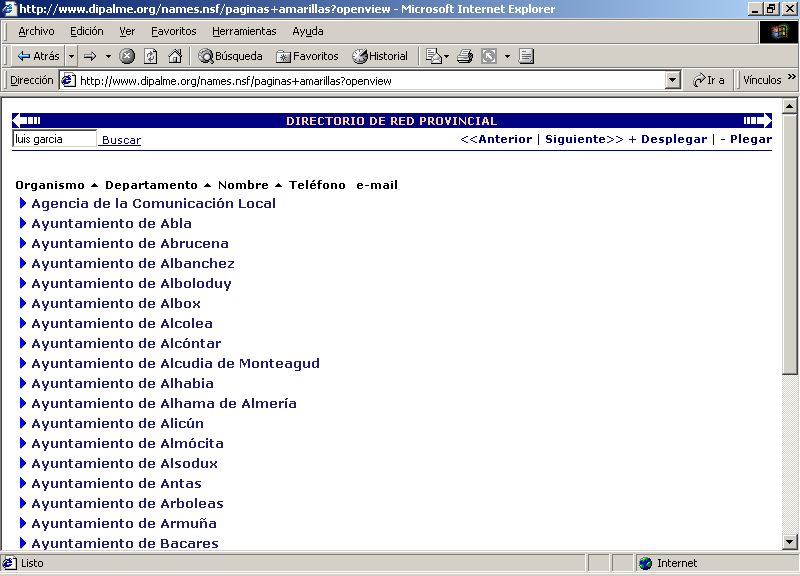 http://www.dipalme.org/names.nsf/paginas+amarillas?openview - Microsoft Internet Explorer
Archivo Edición Ver Favoritos Herramientas Ayuda
Atrás Búsqueda Favoritos Historial
Dirección http://www.dipalme.org/names.nsf/paginas+amarillas?openview Ir a Vínculos »
DIRECTORIO DE RED PROVINCIAL
luis garcia Buscar <<Anterior | Siguiente>> + Desplegar | - Plegar
Organismo Departamento Nombre Teléfono e-mail
Agencia de la Comunicación Local
Ayuntamiento de Abla
Ayuntamiento de Abrucena
Ayuntamiento de Albanchez
Ayuntamiento de Alboloduy
Ayuntamiento de Albox
Ayuntamiento de Alcolea
Ayuntamiento de Alcóntar
Ayuntamiento de Alcudia de Monteagud
Ayuntamiento de Alhabia
Ayuntamiento de Alhama de Almería
Ayuntamiento de Alicún
Ayuntamiento de Almócita
Ayuntamiento de Alsodux
Ayuntamiento de Antas
Ayuntamiento de Arboleas
Ayuntamiento de Armuña
Ayuntamiento de Bacares
Listo Internet